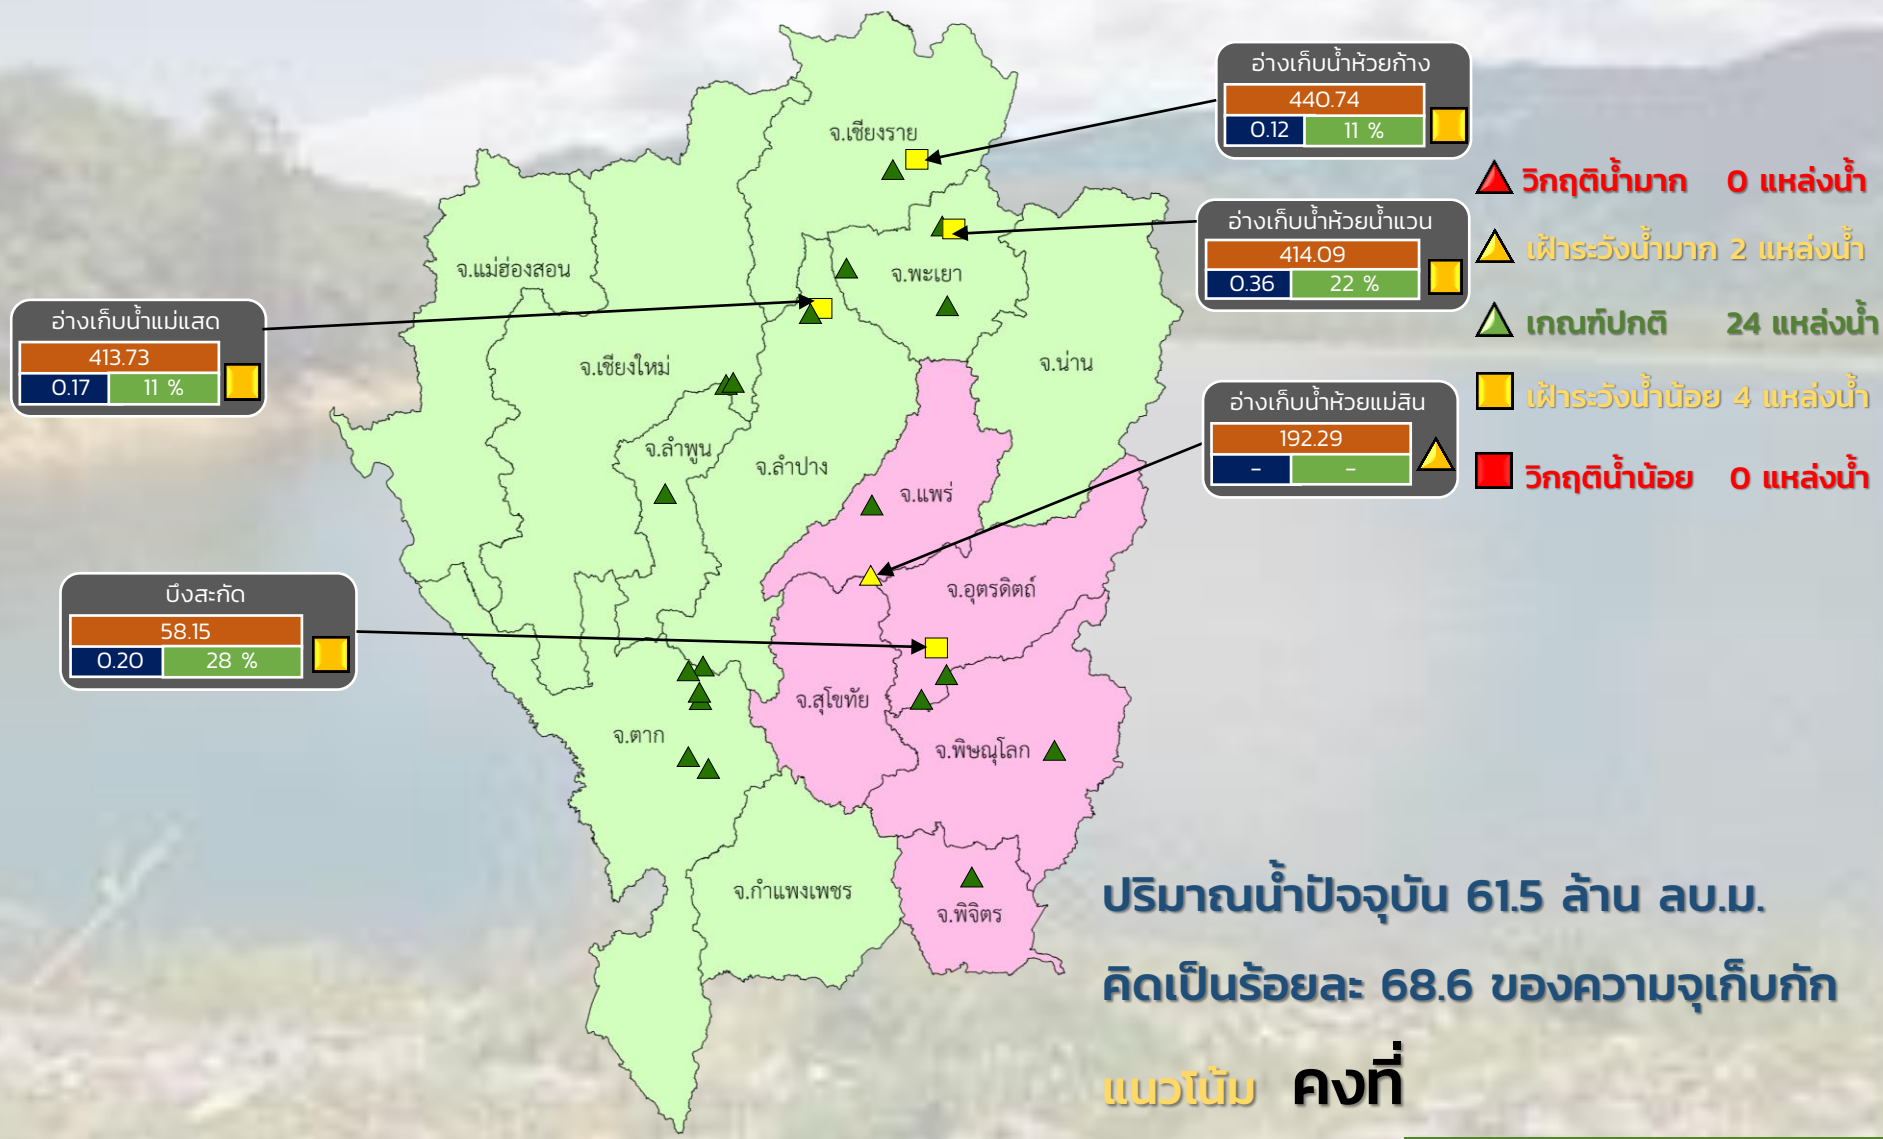 อ่างเก็บน้ำห้วยก้าง
440.74
0.12 11 %
อ่างเก็บน้ำห้วยน้ำแวน
414.09
0.36 22 %
อ่างเก็บน้ำแม่แสด
413.73
0.17 11 %
อ่างเก็บน้ำห้วยแม่สิน
192.29
- -
บึงสะกัด
58.15
0.20 28 %
จ.เชียงราย
จ.แม่ฮ่องสอน
จ.พะเยา
จ.เชียงใหม่
จ.น่าน
จ.ลำพูน
จ.ลำปาง
จ.แพร่
จ.อุตรดิตถ์
จ.สุโขทัย
จ.ตาก
จ.พิษณุโลก
จ.กำแพงเพชร
จ.พิจิตร
วิกฤติน้ำมาก 0 แหล่งน้ำ
เฝ้าระวังน้ำมาก 2 แหล่งน้ำ
เกณฑ์ปกติ 24 แหล่งน้ำ
เฝ้าระวังน้ำน้อย 4 แหล่งน้ำ
วิกฤติน้ำน้อย 0 แหล่งน้ำ
ปริมาณน้ำปัจจุบัน 61.5 ล้าน ลบ.ม.
คิดเป็นร้อยละ 68.6 ของความจุเก็บกัก
แนวโน้ม คงที่